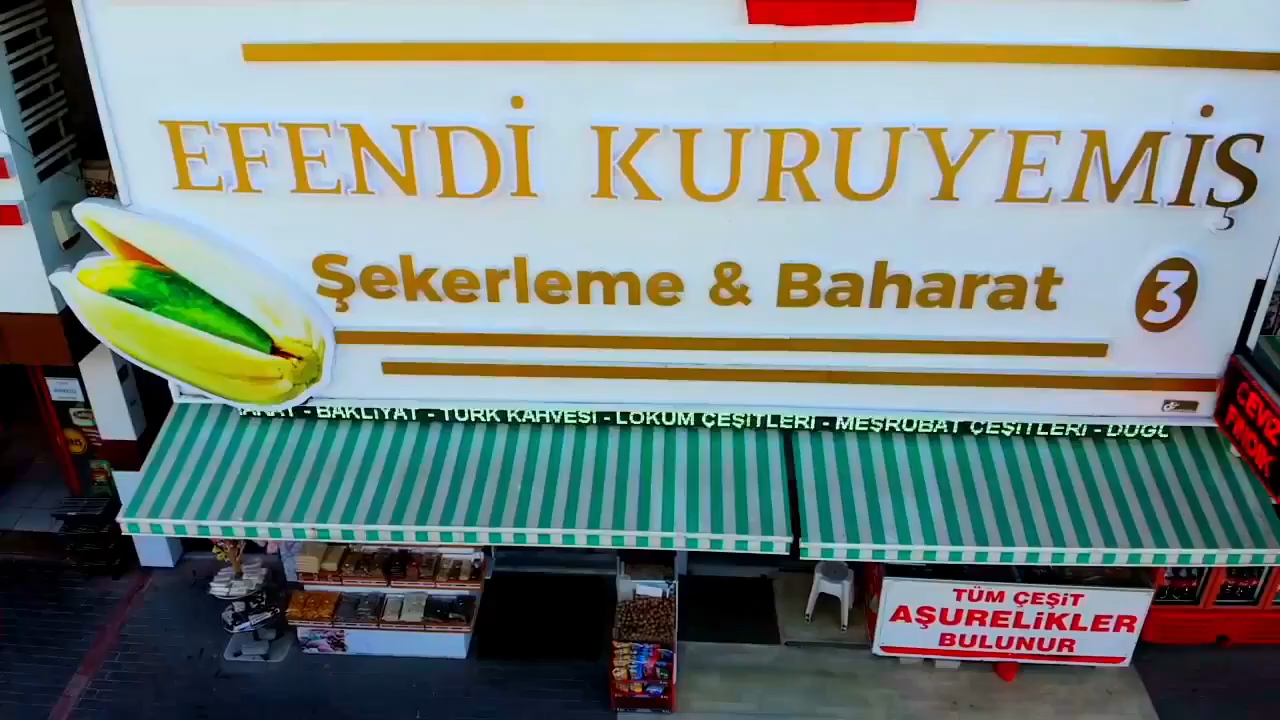 EFENDİ KURUYEMİŞ
Şekerleme & Baharat
3
- BAKLİYAT - TÜRK KAHVESİ - LOKUM ÇEŞİTLERİ - MEŞRUBAT ÇEŞİTLERİ -
CEVİZ
TÜM ÇEŞİT
AŞURELİKLER
BULUNUR